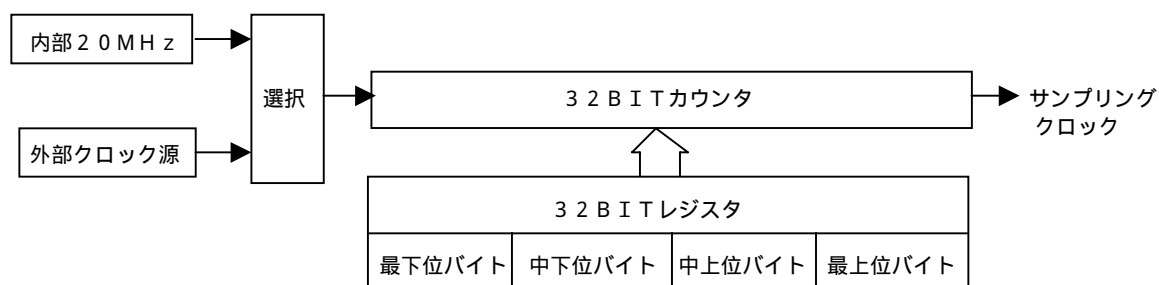 内部２０ＭＨｚ
選択
３２ＢＩＴカウンタ
サンプリング
クロック
外部クロック源
３２ＢＩＴレジスタ
最下位バイト 中下位バイト 中上位バイト 最上位バイト